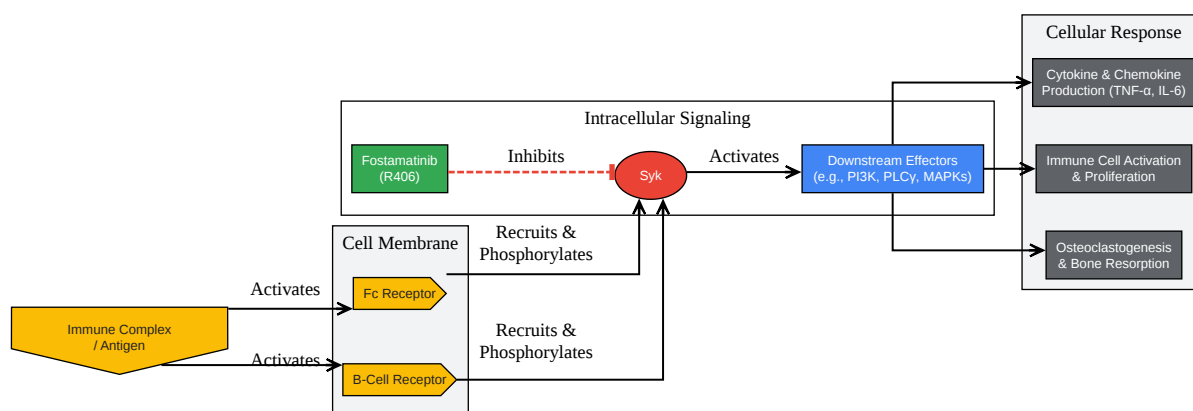 Cellular Response
Cytokine & Chemokine
Production (TNF-α, IL-6)
Intracellular Signaling
Fostamatinib
(R406)
Inhibits
Syk
Activates
Downstream Effectors
(e.g., PI3K, PLCγ, MAPKs)
Immune Cell Activation
& Proliferation
Cell Membrane
Recruits &
Phosphorylates
Osteoclastogenesis
& Bone Resorption
Activates
Fc Receptor
Immune Complex
/ Antigen
Recruits &
Phosphorylates
Activates
B-Cell Receptor